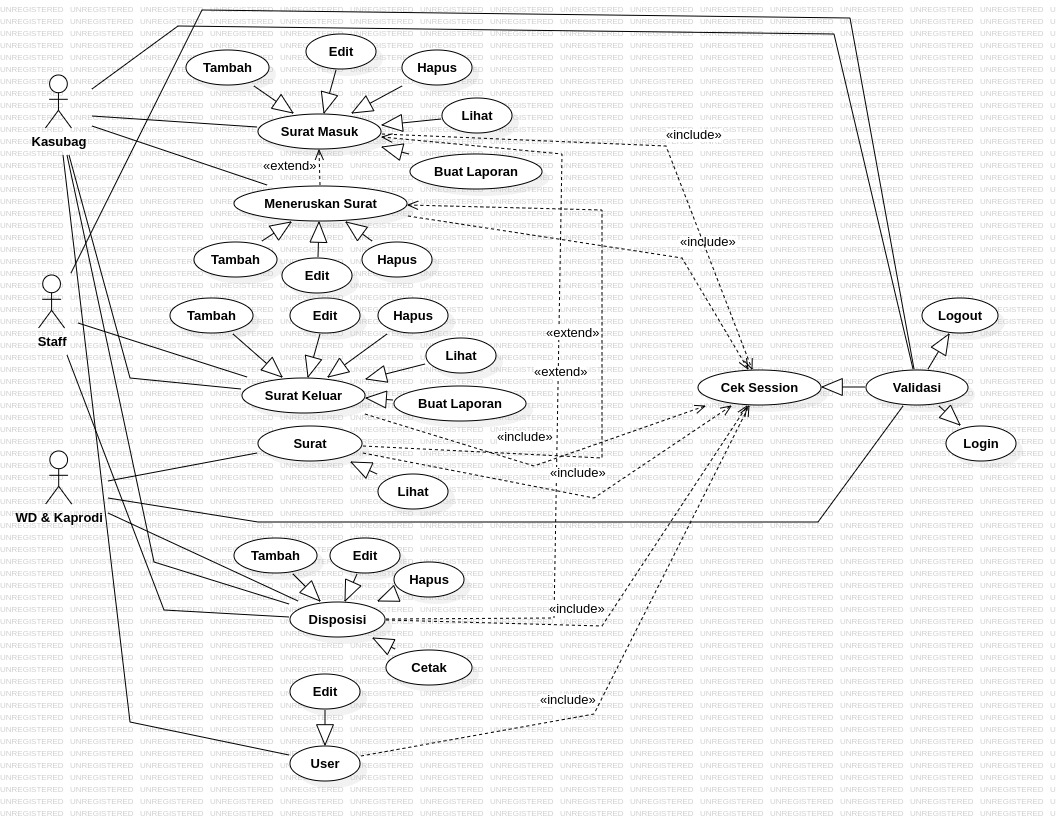 Edit
Tambah
Hapus
Lihat
Kasubag
Surat Masuk
«include»
«extend»
Buat Laporan
Meneruskan Surat
«include»
Tambah
Edit
Hapus
Staff
Tambah
Edit
Hapus
Logout
«extend»
Lihat
«extend»
Surat Keluar
Buat Laporan
Cek Session
Validasi
«include»
Surat
Login
«include»
Lihat
WD & Kaprodi
Tambah
Edit
Hapus
«include»
Disposisi
Cetak
Edit
«include»
User
UNREGISTERED